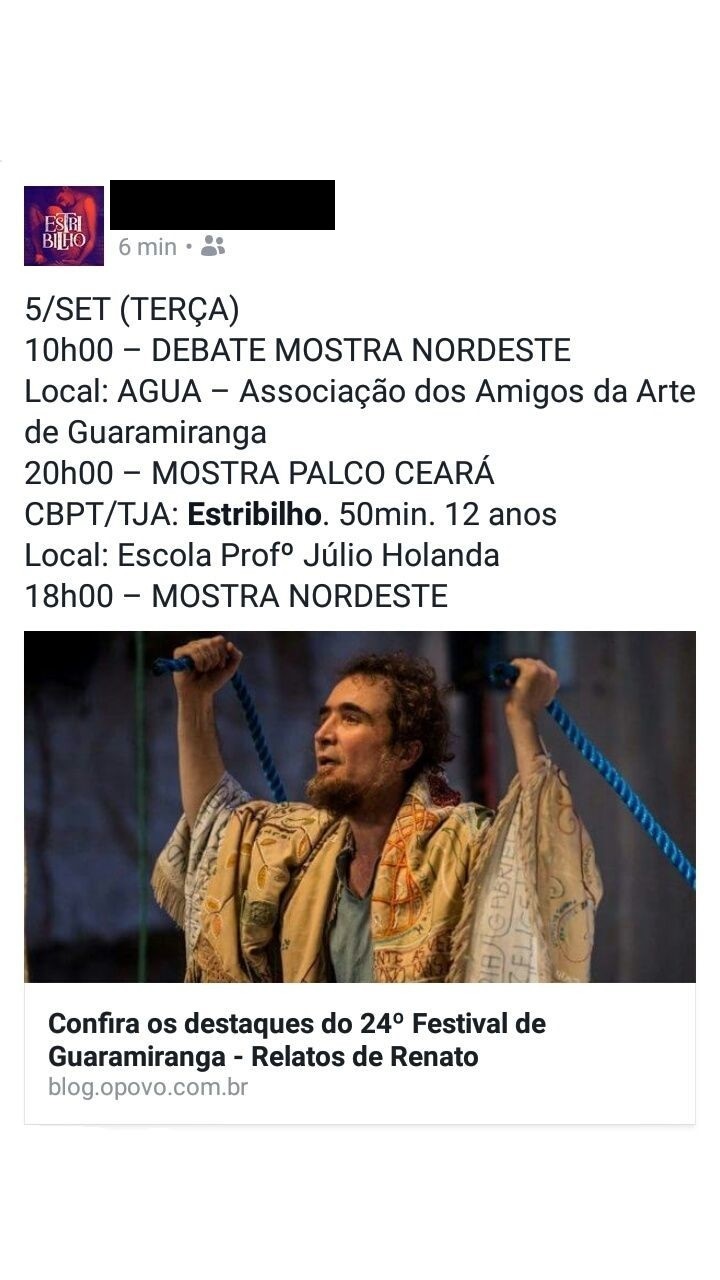 ESTRI
BILHO
6 min •
5/SET (TERÇA)
10h00 – DEBATE MOSTRA NORDESTE
Local: AGUA – Associação dos Amigos da Arte
de Guaramiranga
20h00 – MOSTRA PALCO CEARÁ
CBPT/TJA: Estribilho. 50min. 12 anos
Local: Escola Profº Júlio Holanda
18h00 – MOSTRA NORDESTE
Confira os destaques do 24º Festival de
Guaramiranga - Relatos de Renato
blog.opovo.com.br